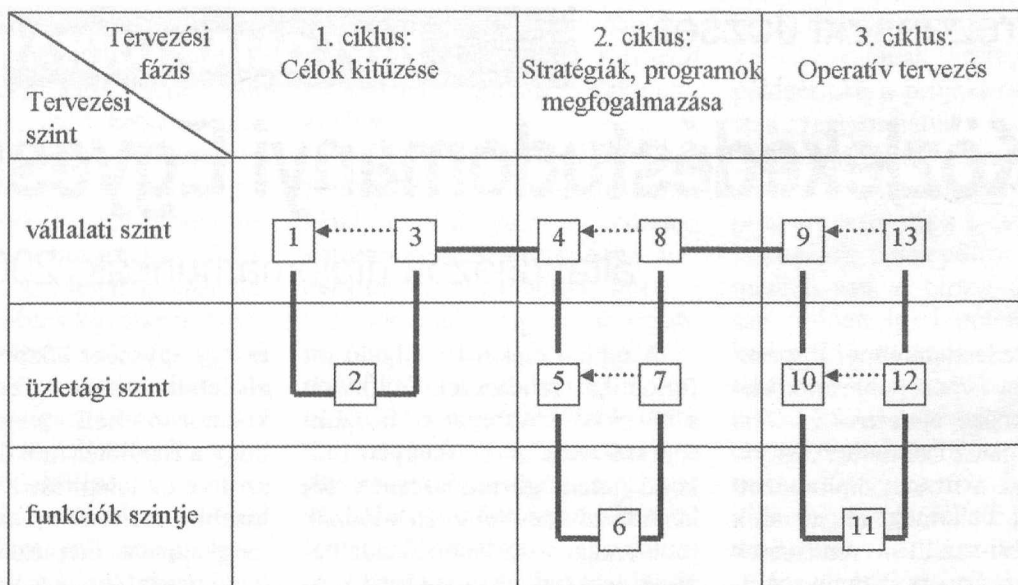 Tervezési
fázis
Tervezési
szint
1. ciklus:
Célok kitűzése
2. ciklus:
Stratégiák, programok
megfogalmazása
3. ciklus:
Operatív tervezés
vállalati szint
1
3
4
8
9
13
üzletági szint
2
5
7
10
12
funkciók szintje
6
11